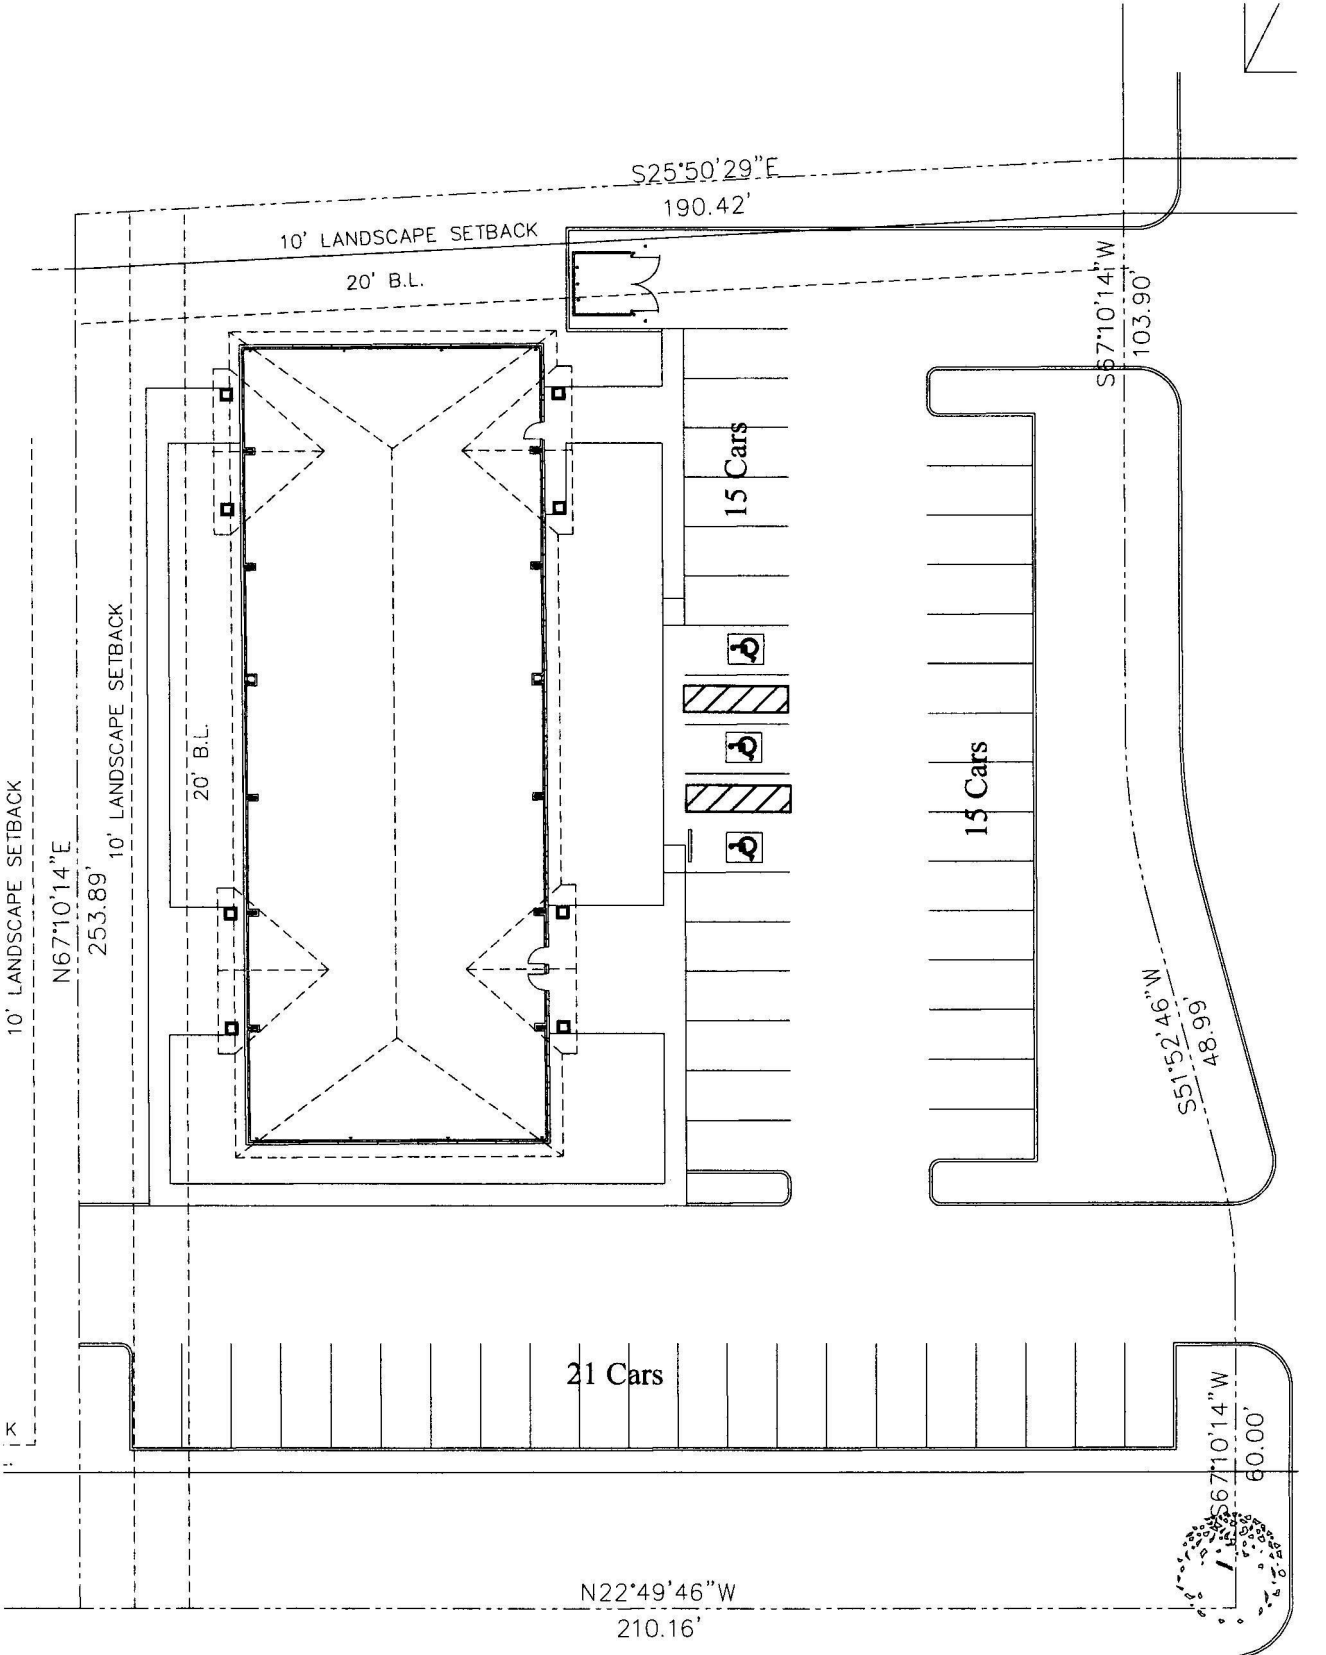 S25°50'29"E
190.42'
10' LANDSCAPE SETBACK
20' B.L.
S67°10'14"W
103.90'
15 Cars
10' LANDSCAPE SETBACK
20' B.L.
10' LANDSCAPE SETBACK
N67°10'14"E
253.89'
15 Cars
S51°52'46"W
48.99'
21 Cars
K
S67°10'14"W
60.00'
N22°49'46"W
210.16'